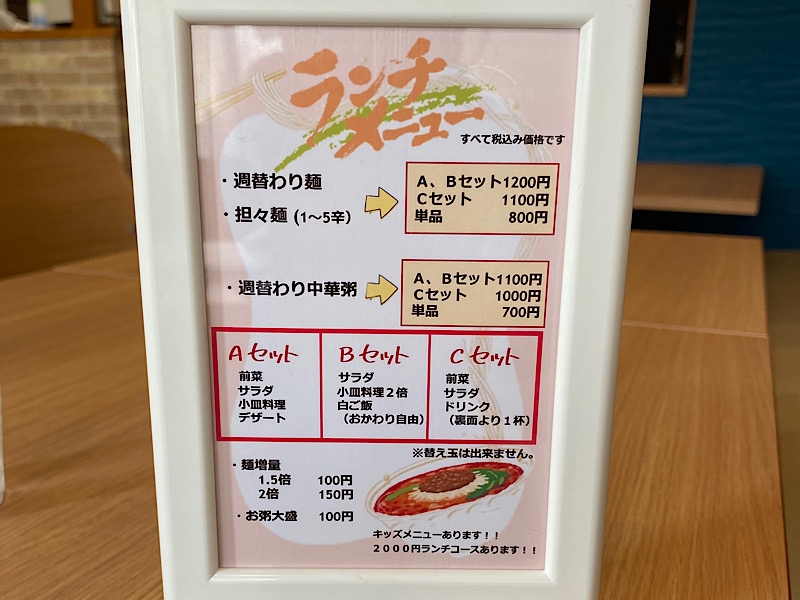 ランチ
メニュー
すべて税込み価格です
・週替わり麺
・担々麺 (1〜5辛）
A、Bセット1200円
Cセット 1100円
単品 800円
・週替わり中華粥
A、Bセット1100円
Cセット 1000円
単品 700円
Aセット
前菜
サラダ
小皿料理
デザート
Bセット
サラダ
小皿料理２倍
白ご飯
（おかわり自由）
Cセット
前菜
サラダ
ドリンク
（裏面より１杯）
※替え玉は出来ません。
・麺増量
1.5倍 100円
2倍 150円
・お粥大盛 100円
キッズメニューあります！！
２０００円ランチコースあります！！